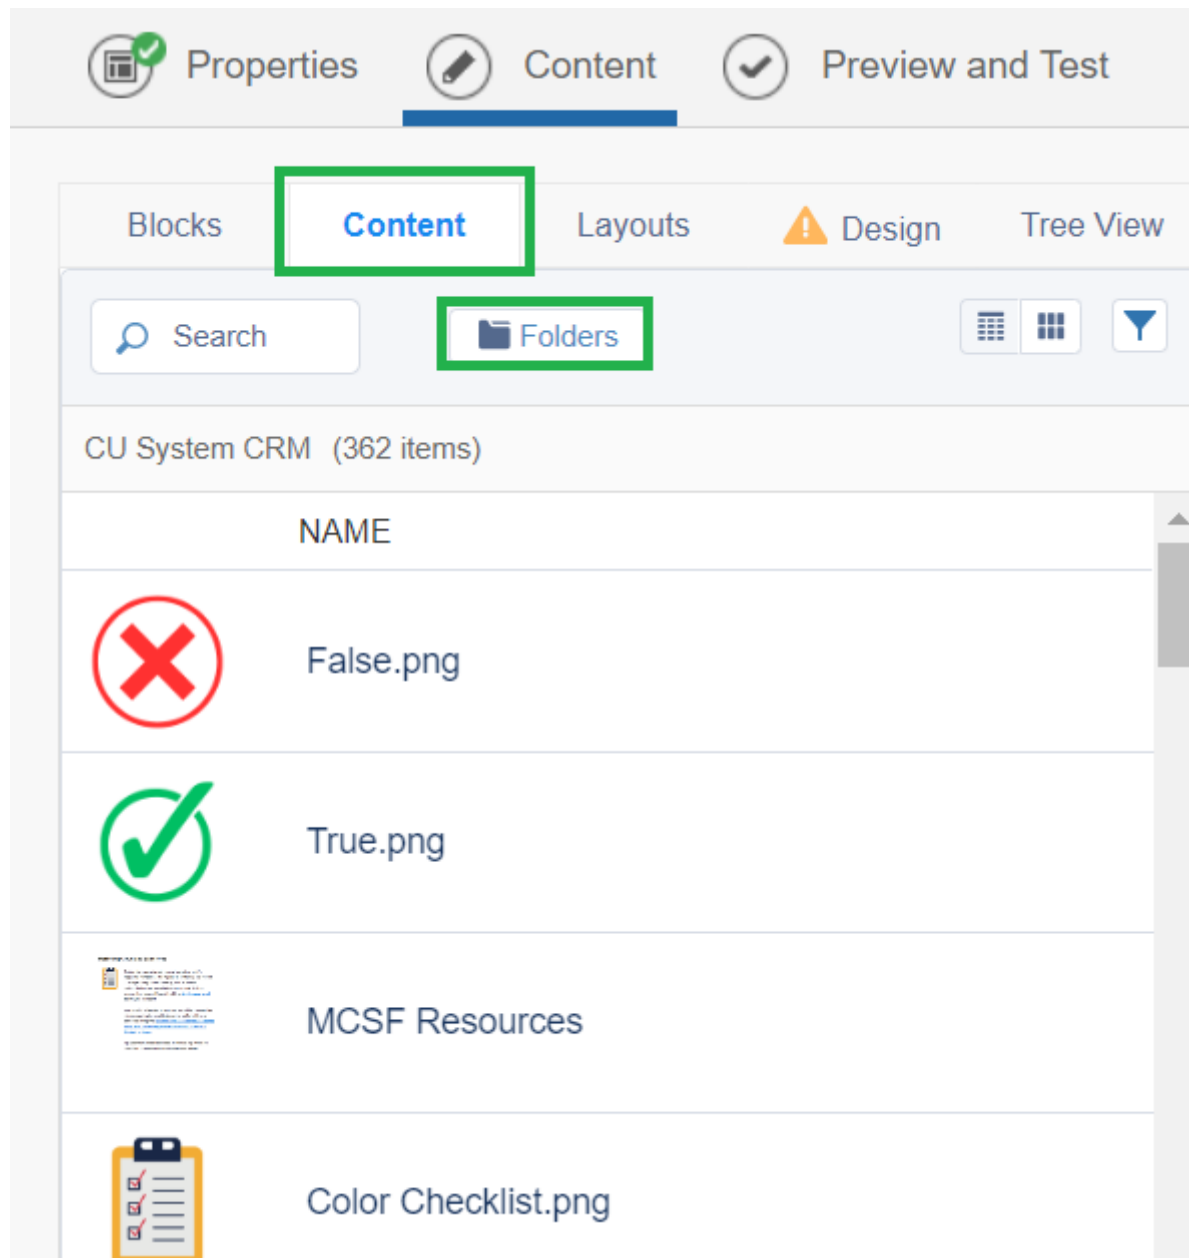 Properties Content Preview and Test
Blocks Content Layouts Design Tree View
Search Folders
CU System CRM (362 items)
NAME
False.png
True.png
MCSF Resources
Color Checklist.png